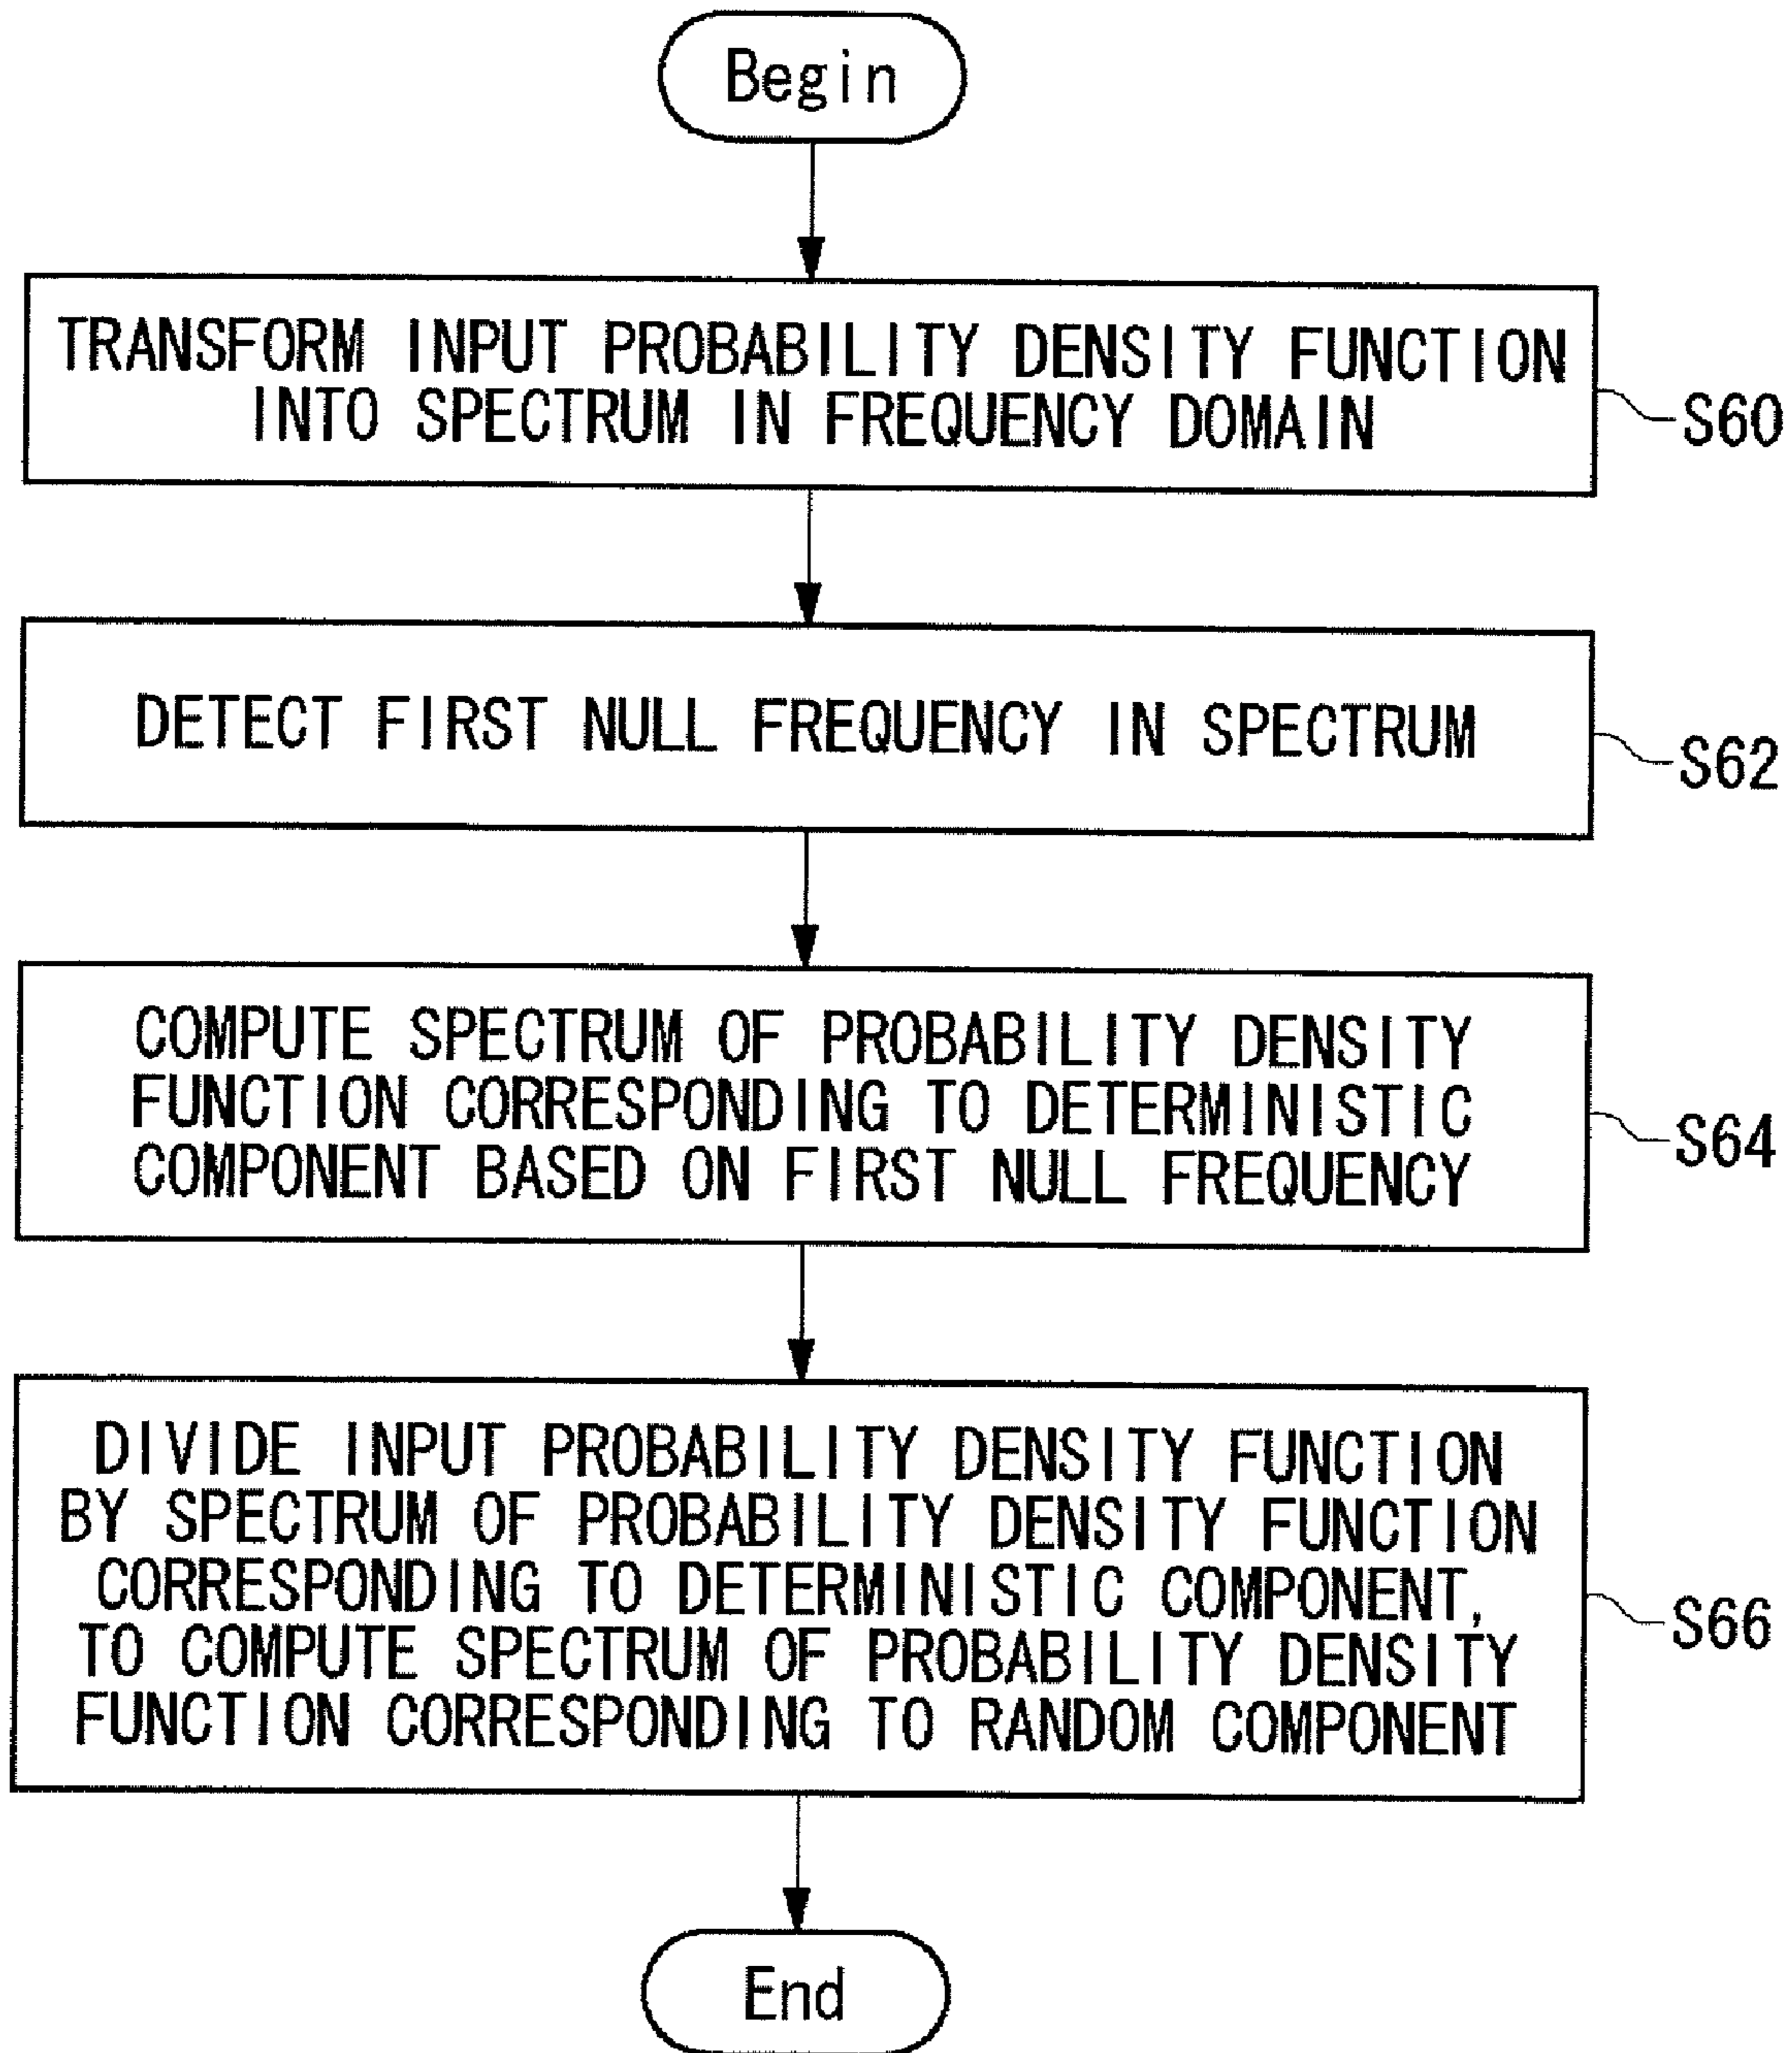 Begin
TRANSFORM INPUT PROBABILITY DENSITY FUNCTION
INTO SPECTRUM IN FREQUENCY DOMAIN
S60
DETECT FIRST NULL FREQUENCY IN SPECTRUM
S62
COMPUTE SPECTRUM OF PROBABILITY DENSITY
FUNCTION CORRESPONDING TO DETERMINISTIC
COMPONENT BASED ON FIRST NULL FREQUENCY
S64
DIVIDE INPUT PROBABILITY DENSITY FUNCTION
BY SPECTRUM OF PROBABILITY DENSITY FUNCTION
CORRESPONDING TO DETERMINISTIC COMPONENT,
TO COMPUTE SPECTRUM OF PROBABILITY DENSITY
FUNCTION CORRESPONDING TO RANDOM COMPONENT
S66
End